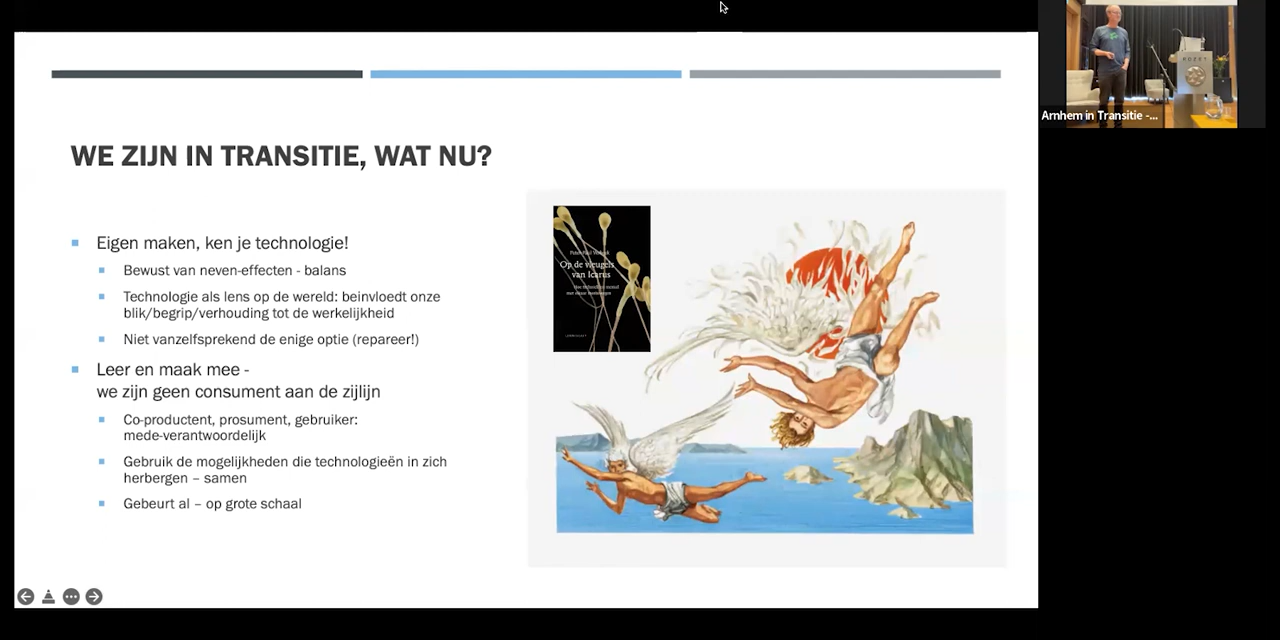 WE ZIJN IN TRANSITIE, WAT NU?
Eigen maken, ken je technologie!
Bewust van neven-effecten - balans
Technologie als lens op de wereld: beinvloedt onze
blik/begrip/verhouding tot de werkelijkheid
Niet vanzelfsprekend de enige optie (repareer!)
Leer en maak mee -
we zijn geen consument aan de zijlijn
Co-productent, prosument, gebruiker:
mede-verantwoordelijk
Gebruik de mogelijkheden die technologieën in zich
herbergen – samen
Gebeurt al – op grote schaal
Op de vleugels
van Icarus
Arnhem in Transitie -...
ROZET